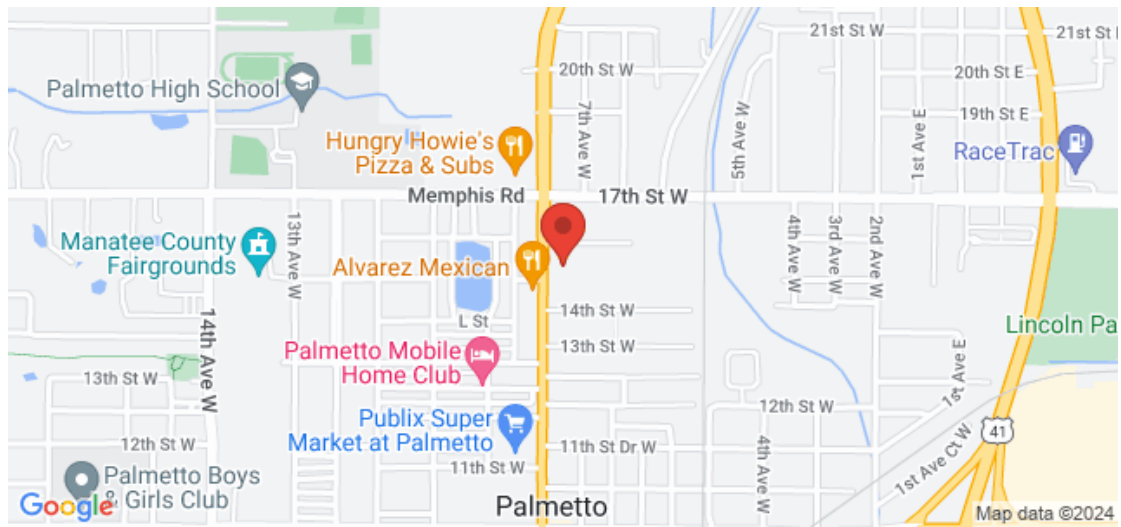 21st St W
21st St
20th St W
20th St E
Palmetto High School
7th Ave W
5th Ave W
1st Ave E
19th St E
Hungry Howie's
Pizza & Subs
RaceTrac
Memphis Rd
17th St W
Manatee County
Fairgrounds
13th Ave W
Alvarez Mexican
4th Ave W
3rd Ave W
2nd Ave W
14th St W
L St
14th Ave W
Lincoln Pa
Palmetto Mobile
Home Club
13th St W
13th St W
1st Ave E
1st Ave E
12th St W
Publix Super
Market at Palmetto
12th St W
11th St Dr W
4th Ave W
41
1st Ave Ct W
11th St W
Palmetto Boys
& Girls Club
Google
Palmetto
Map data ©2024